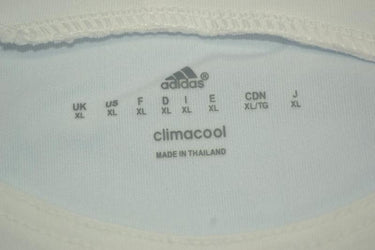 adidas®
UK US F D I E CDN J
XL XL XL XL XL XL XL/TG XL
climacool
MADE IN THAILAND